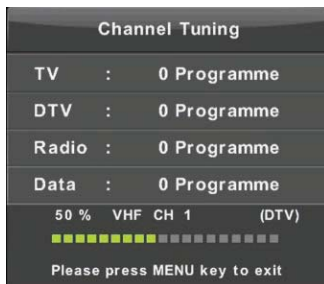 Channel Tuning
TV : 0 Programme
DTV : 0 Programme
Radio : 0 Programme
Data : 0 Programme
50 % VHF CH 1 (DTV)
Please press MENU key to exit